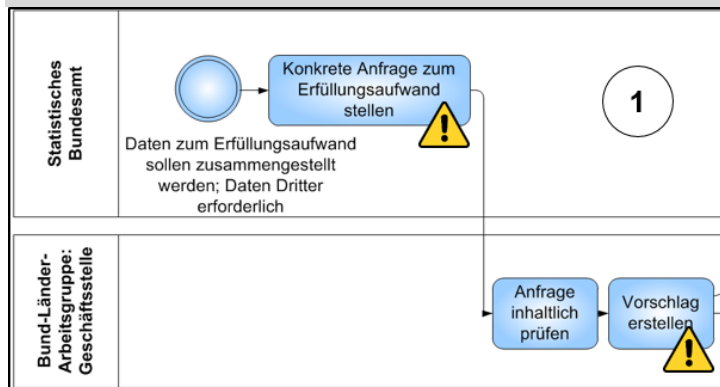 Statistisches
Bundesamt
Konkrete Anfrage zum
Erfüllungsaufwand
stellen
1
Daten zum Erfüllungsaufwand
sollen zusammengestellt
werden; Daten Dritter
erforderlich
Bund-Länder-
Arbeitsgruppe:
Geschäftsstelle
Anfrage
inhaltlich
prüfen
Vorschlag
erstellen